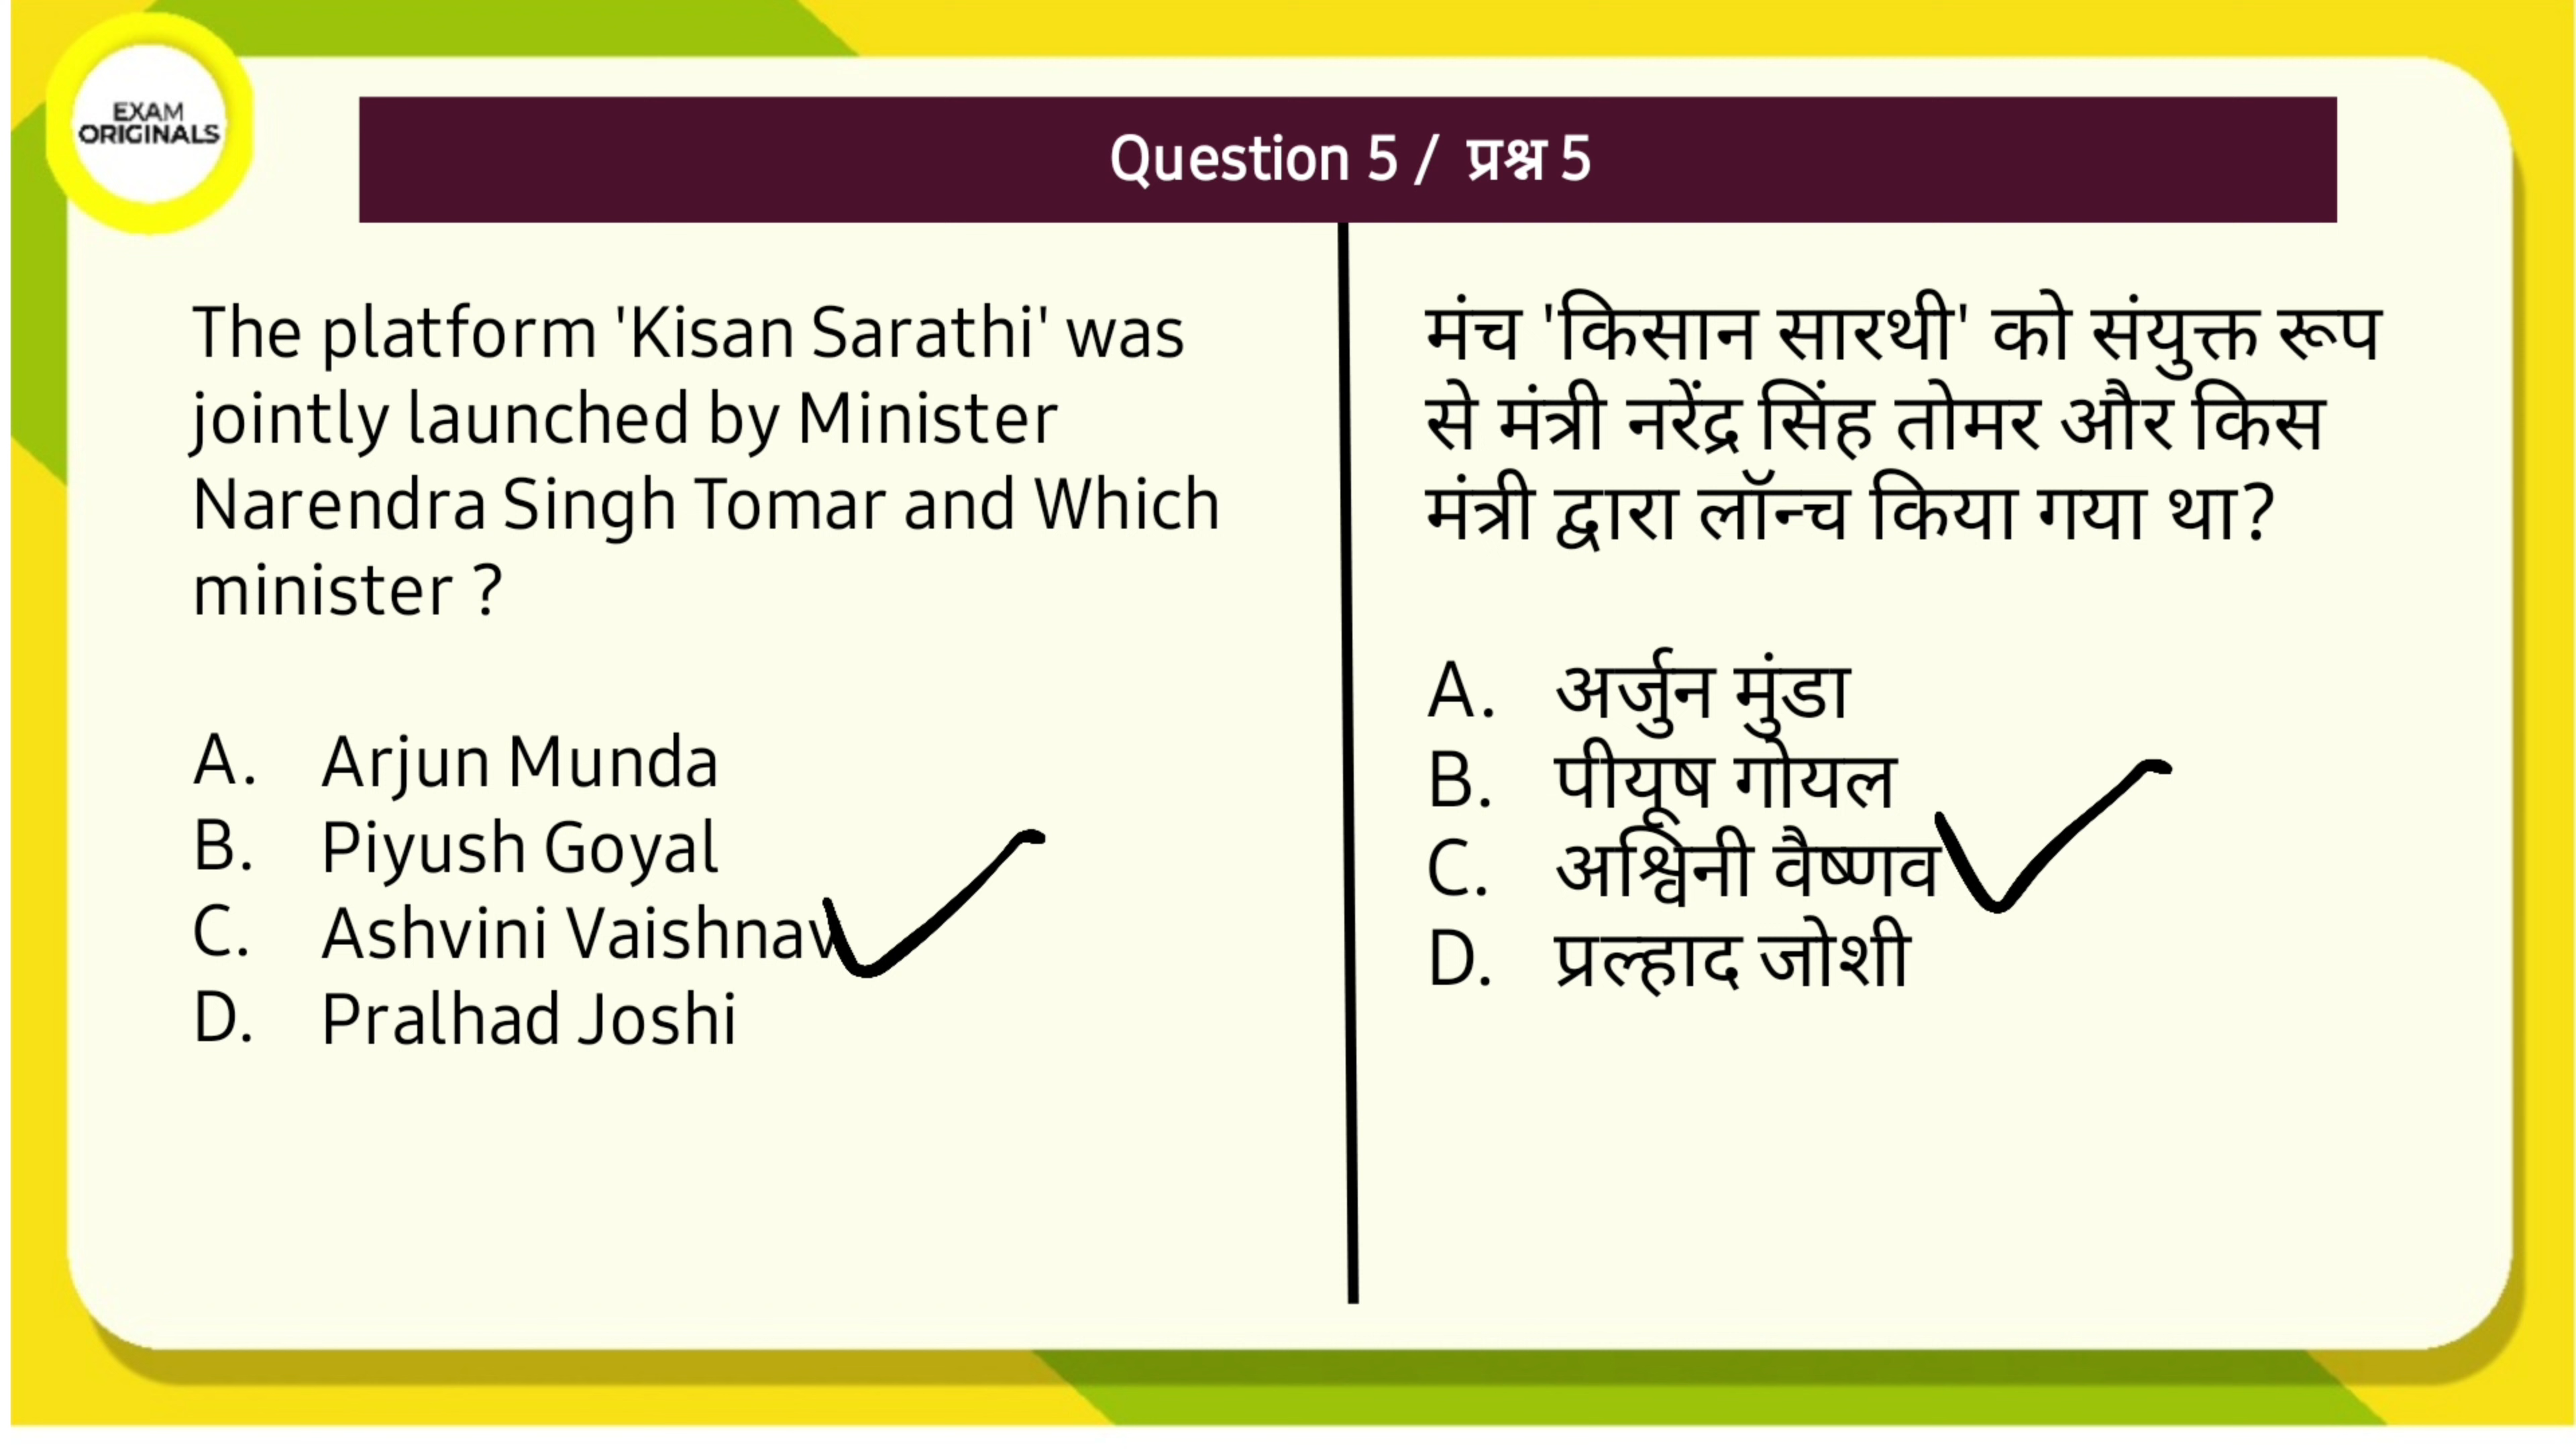 EXAM
ORIGINALS
Question 5 / प्रश्न 5
The platform 'Kisan Sarathi' was
jointly launched by Minister
Narendra Singh Tomar and Which
minister ?
A. Arjun Munda
B. Piyush Goyal
C. Ashvini Vaishnav
D. Pralhad Joshi
मंच 'किसान सारथी' को संयुक्त रूप
से मंत्री नरेंद्र सिंह तोमर और किस
मंत्री द्वारा लॉन्च किया गया था?
A. अर्जुन मुंडा
B. पीयूष गोयल
C. अश्विनी वैष्णव
D. प्रल्हाद जोशी